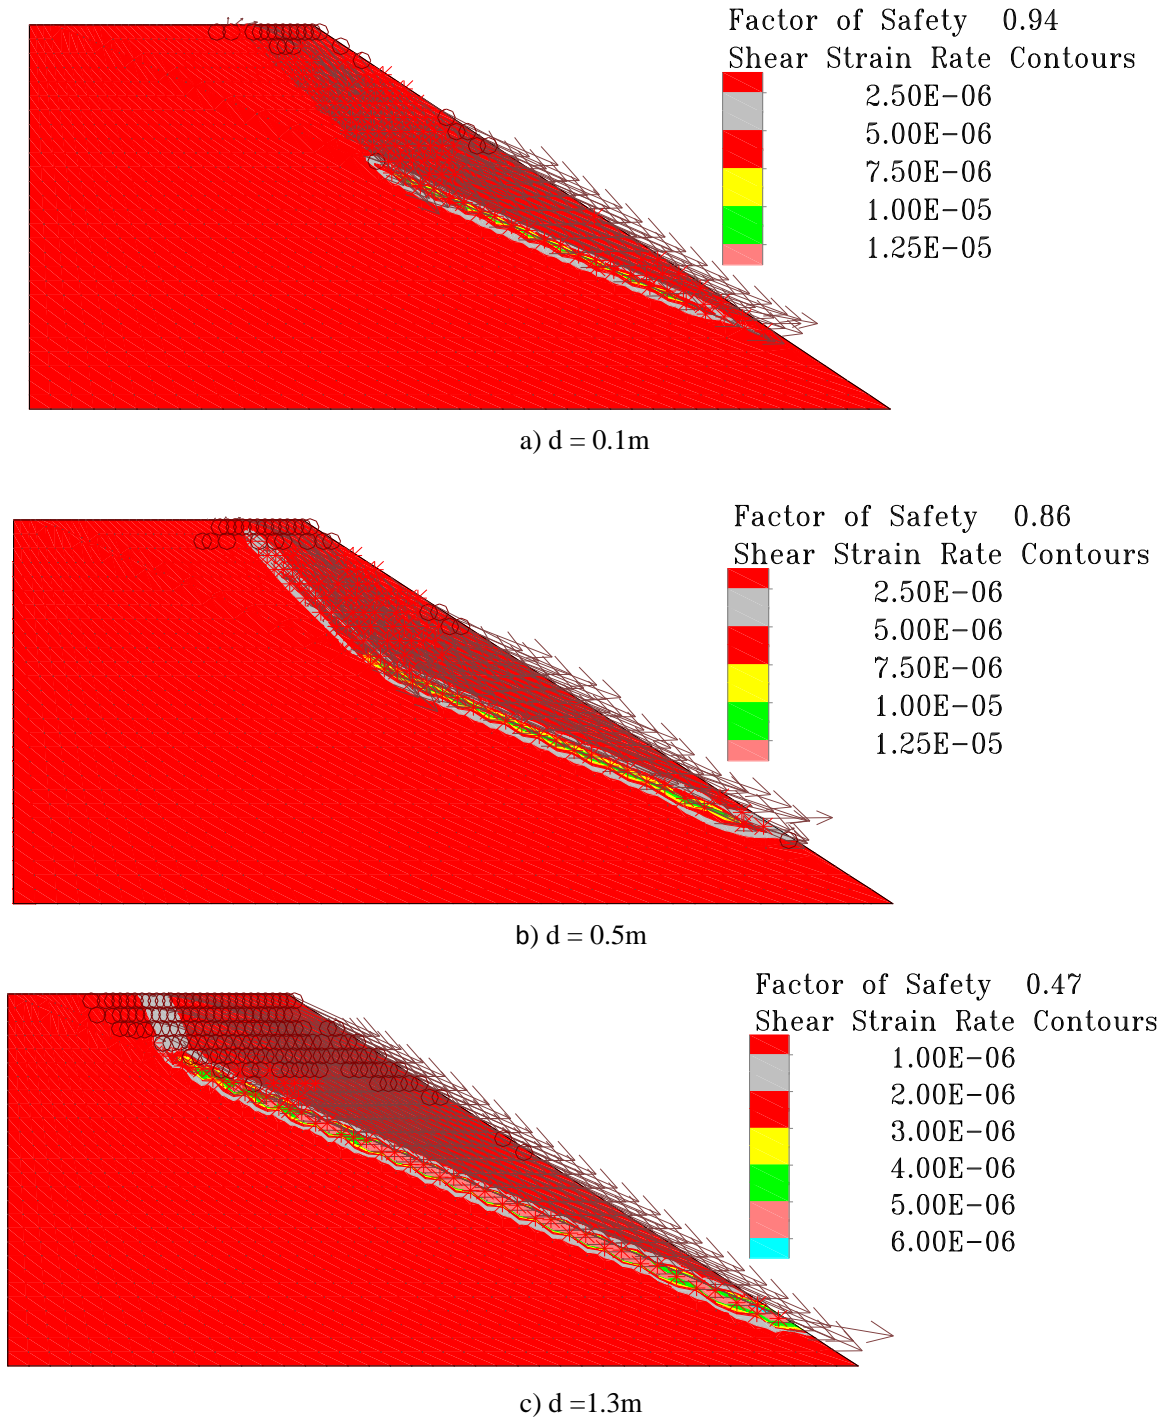 Factor of Safety 0.94
Shear Strain Rate Contours
2.50E-06
5.00E-06
7.50E-06
1.00E-05
1.25E-05
a) d = 0.1m
Factor of Safety 0.86
Shear Strain Rate Contours
2.50E-06
5.00E-06
7.50E-06
1.00E-05
1.25E-05
b) d = 0.5m
Factor of Safety 0.47
Shear Strain Rate Contours
1.00E-06
2.00E-06
3.00E-06
4.00E-06
5.00E-06
6.00E-06
c) d =1.3m